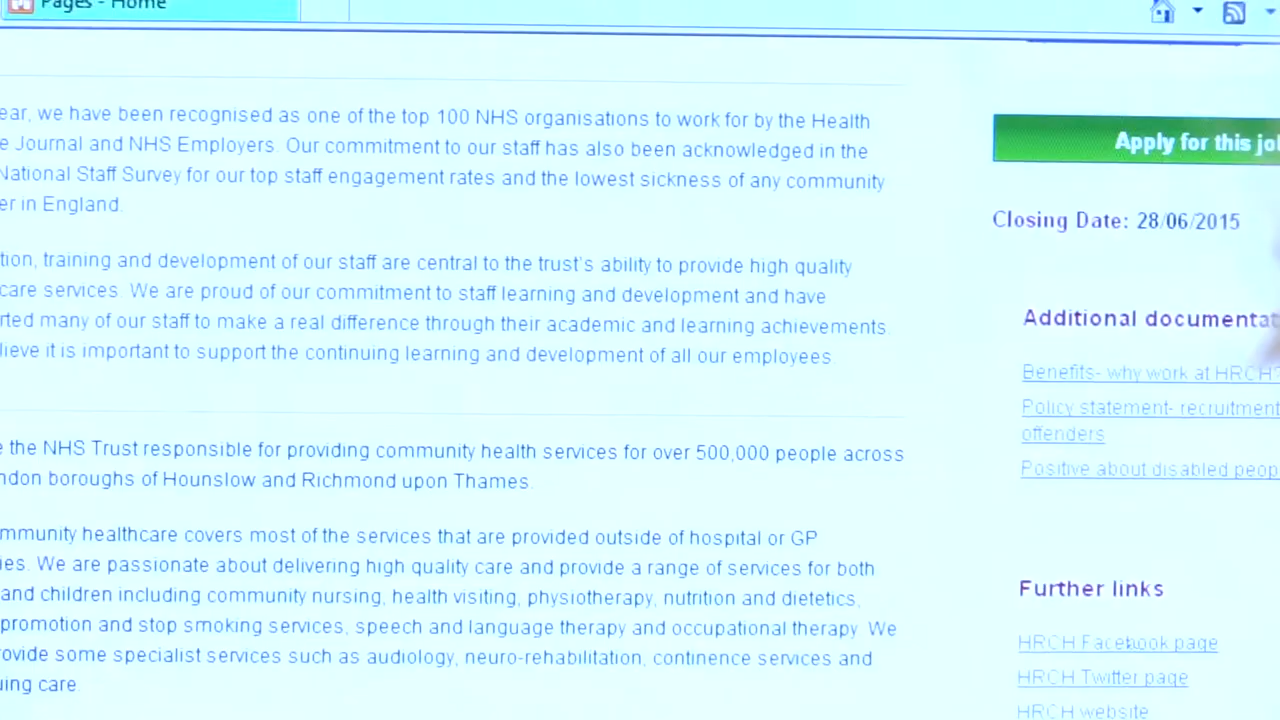 Pages - Home
ear, we have been recognised as one of the top 100 NHS organisations to work for by the Health
e Journal and NHS Employers. Our commitment to our staff has also been acknowledged in the
National Staff Survey for our top staff engagement rates and the lowest sickness of any community
er in England.
tion, training and development of our staff are central to the trust's ability to provide high quality
care services. We are proud of our commitment to staff learning and development and have
rted many of our staff to make a real difference through their academic and learning achievements.
lieve it is important to support the continuing learning and development of all our employees.
e the NHS Trust responsible for providing community health services for over 500,000 people across
ndon boroughs of Hounslow and Richmond upon Thames.
mmunity healthcare covers most of the services that are provided outside of hospital or GP
ies. We are passionate about delivering high quality care and provide a range of services for both
and children including community nursing, health visiting, physiotherapy, nutrition and dietetics,
promotion and stop smoking services, speech and language therapy and occupational therapy. We
rovide some specialist services such as audiology, neuro-rehabilitation, continence services and
uing care.
Apply for this jo
Closing Date: 28/06/2015
Additional documentat
Benefits- why work at HRCH?
Policy statement- recruitment
offenders
Positive about disabled peop
Further links
HRCH Facebook page
HRCH Twitter page
HRCH website